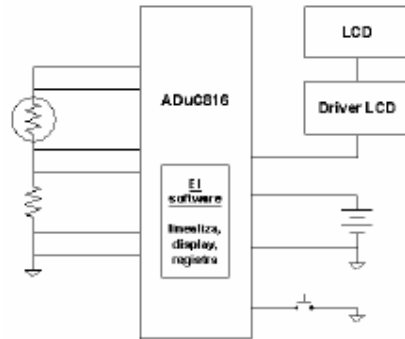 LCD
ADuC816
Driver LCD
El
software
linealiza,
display,
registra